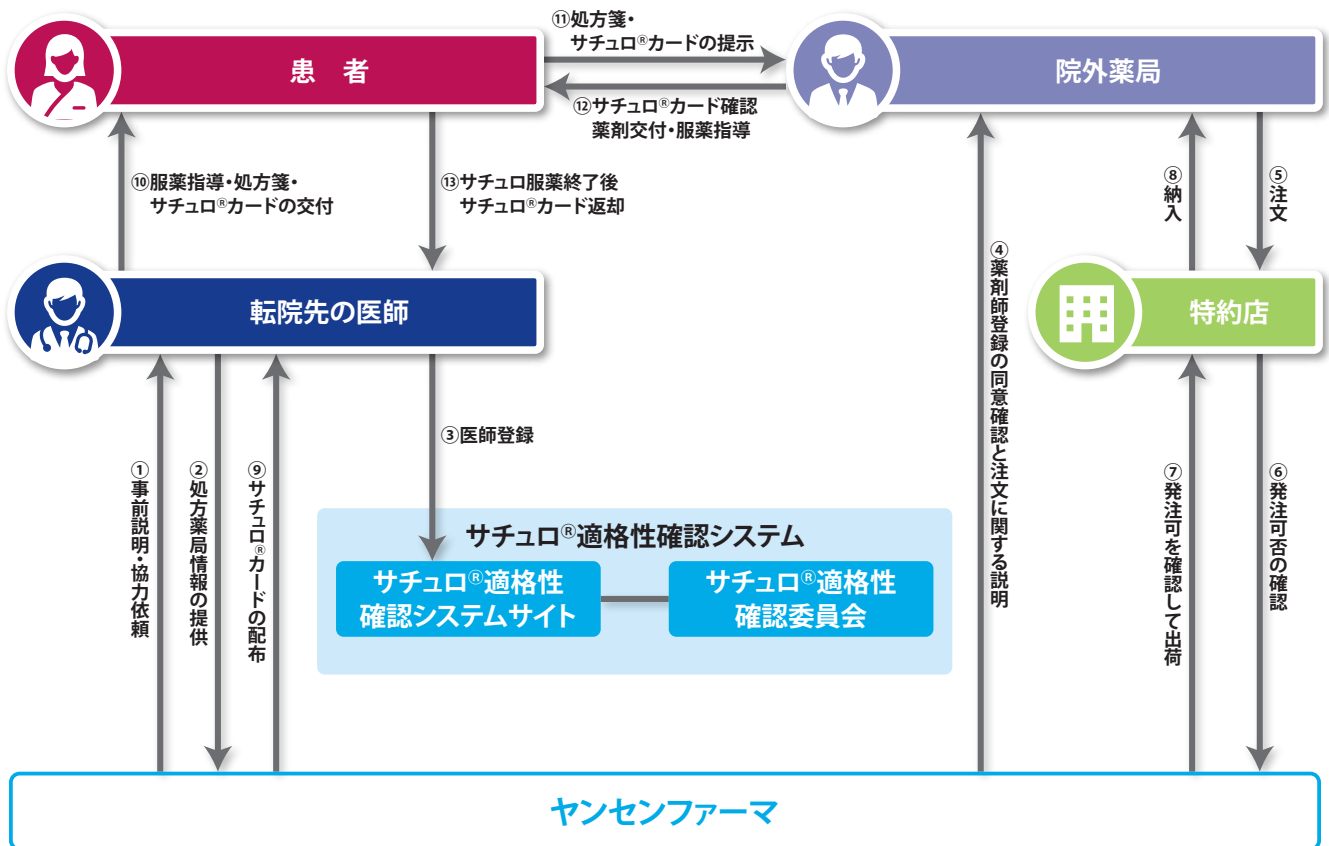 ⑪処方箋・
サチュロ®カードの提示
患　者
院外薬局
⑫サチュロ®カード確認
薬剤交付・服薬指導
⑩服薬指導・処方箋・
サチュロ®カードの交付
⑬サチュロ服薬終了後
サチュロ®カード返却
⑧納入
⑤注文
転院先の医師
特約店
④薬剤師登録の同意確認と注文に関する説明
③医師登録
①事前説明・協力依頼
②処方薬局情報の提供
⑨サチュロ®カードの配布
⑦発注可を確認して出荷
⑥発注可否の確認
サチュロ®適格性確認システム
サチュロ®適格性
確認システムサイト
サチュロ®適格性
確認委員会
ヤンセンファーマ